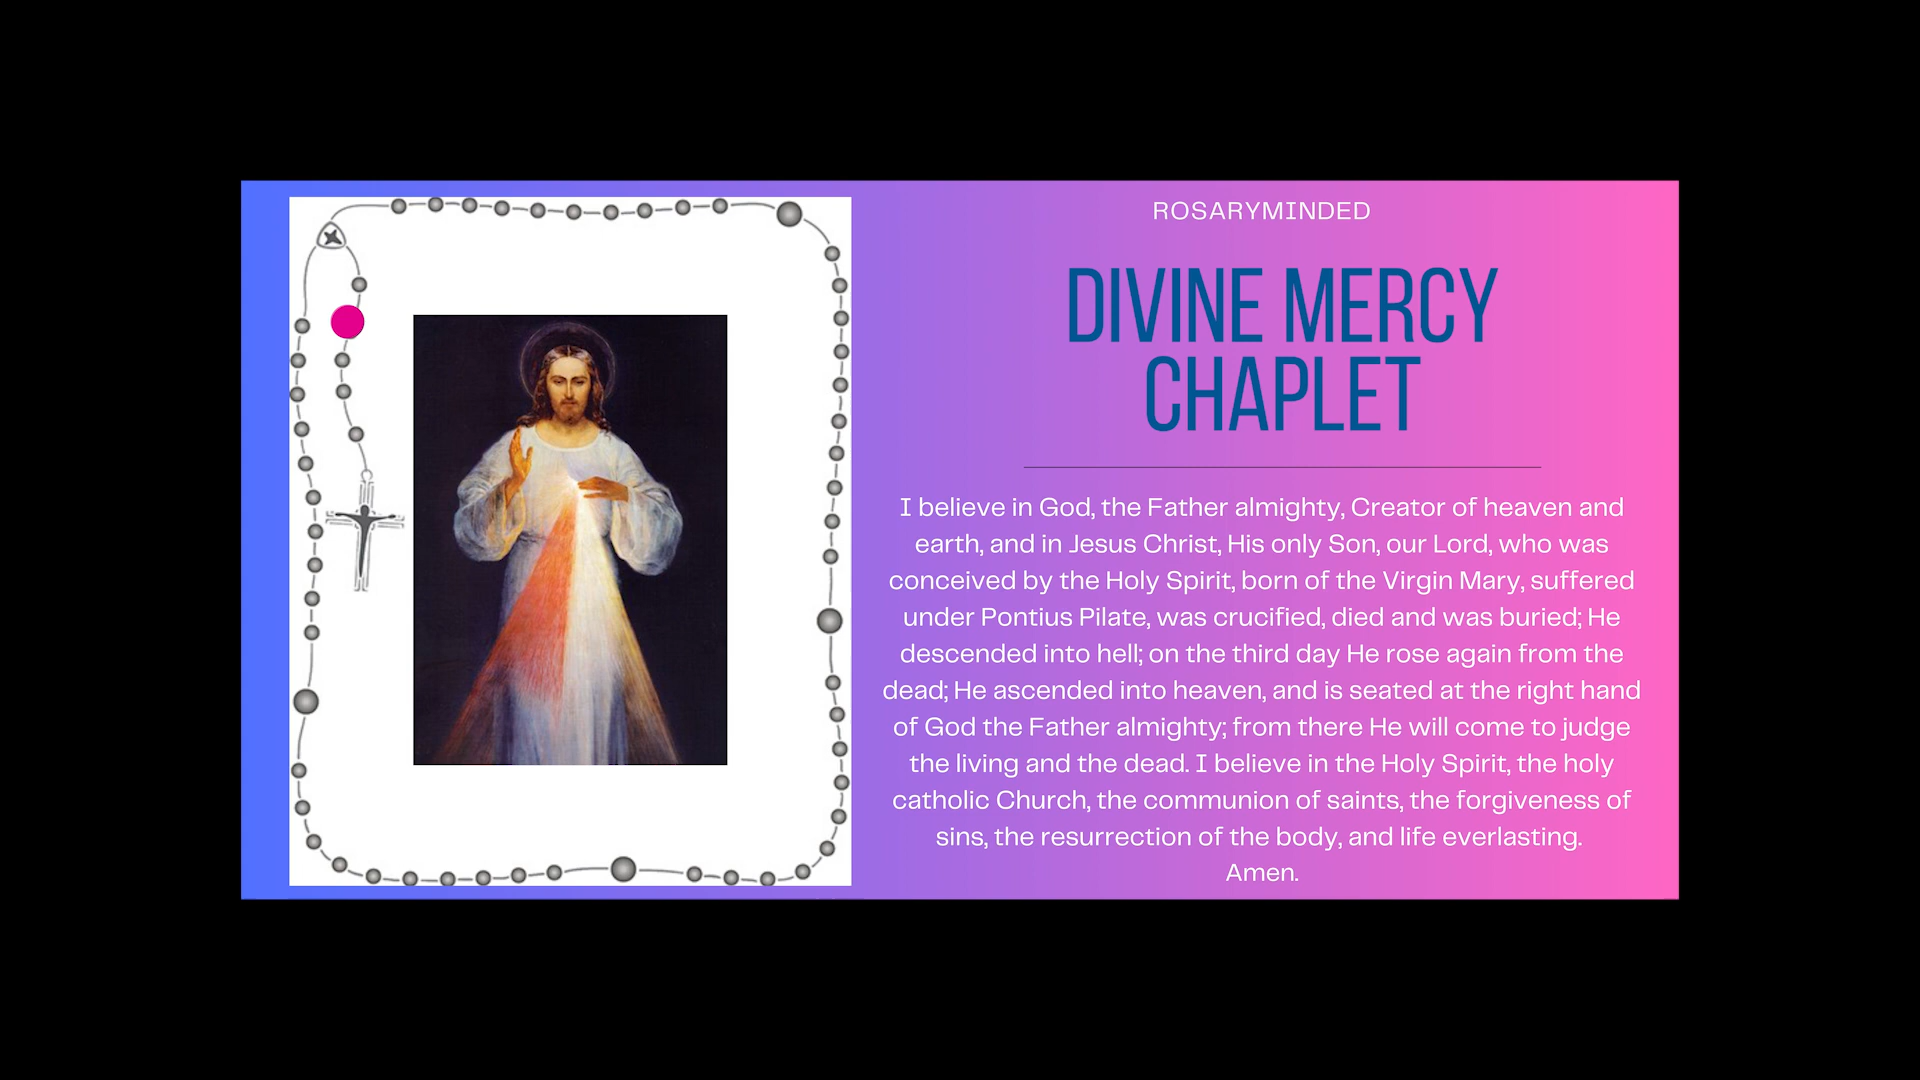 ROSARYMINDED
DIVINE MERCY
CHAPLET
I believe in God, the Father almighty, Creator of heaven and
earth, and in Jesus Christ, His only Son, our Lord, who was
conceived by the Holy Spirit, born of the Virgin Mary, suffered
under Pontius Pilate, was crucified, died and was buried; He
descended into hell; on the third day He rose again from the
dead; He ascended into heaven, and is seated at the right hand
of God the Father almighty; from there He will come to judge
the living and the dead. I believe in the Holy Spirit, the holy
catholic Church, the communion of saints, the forgiveness of
sins, the resurrection of the body, and life everlasting.
Amen.